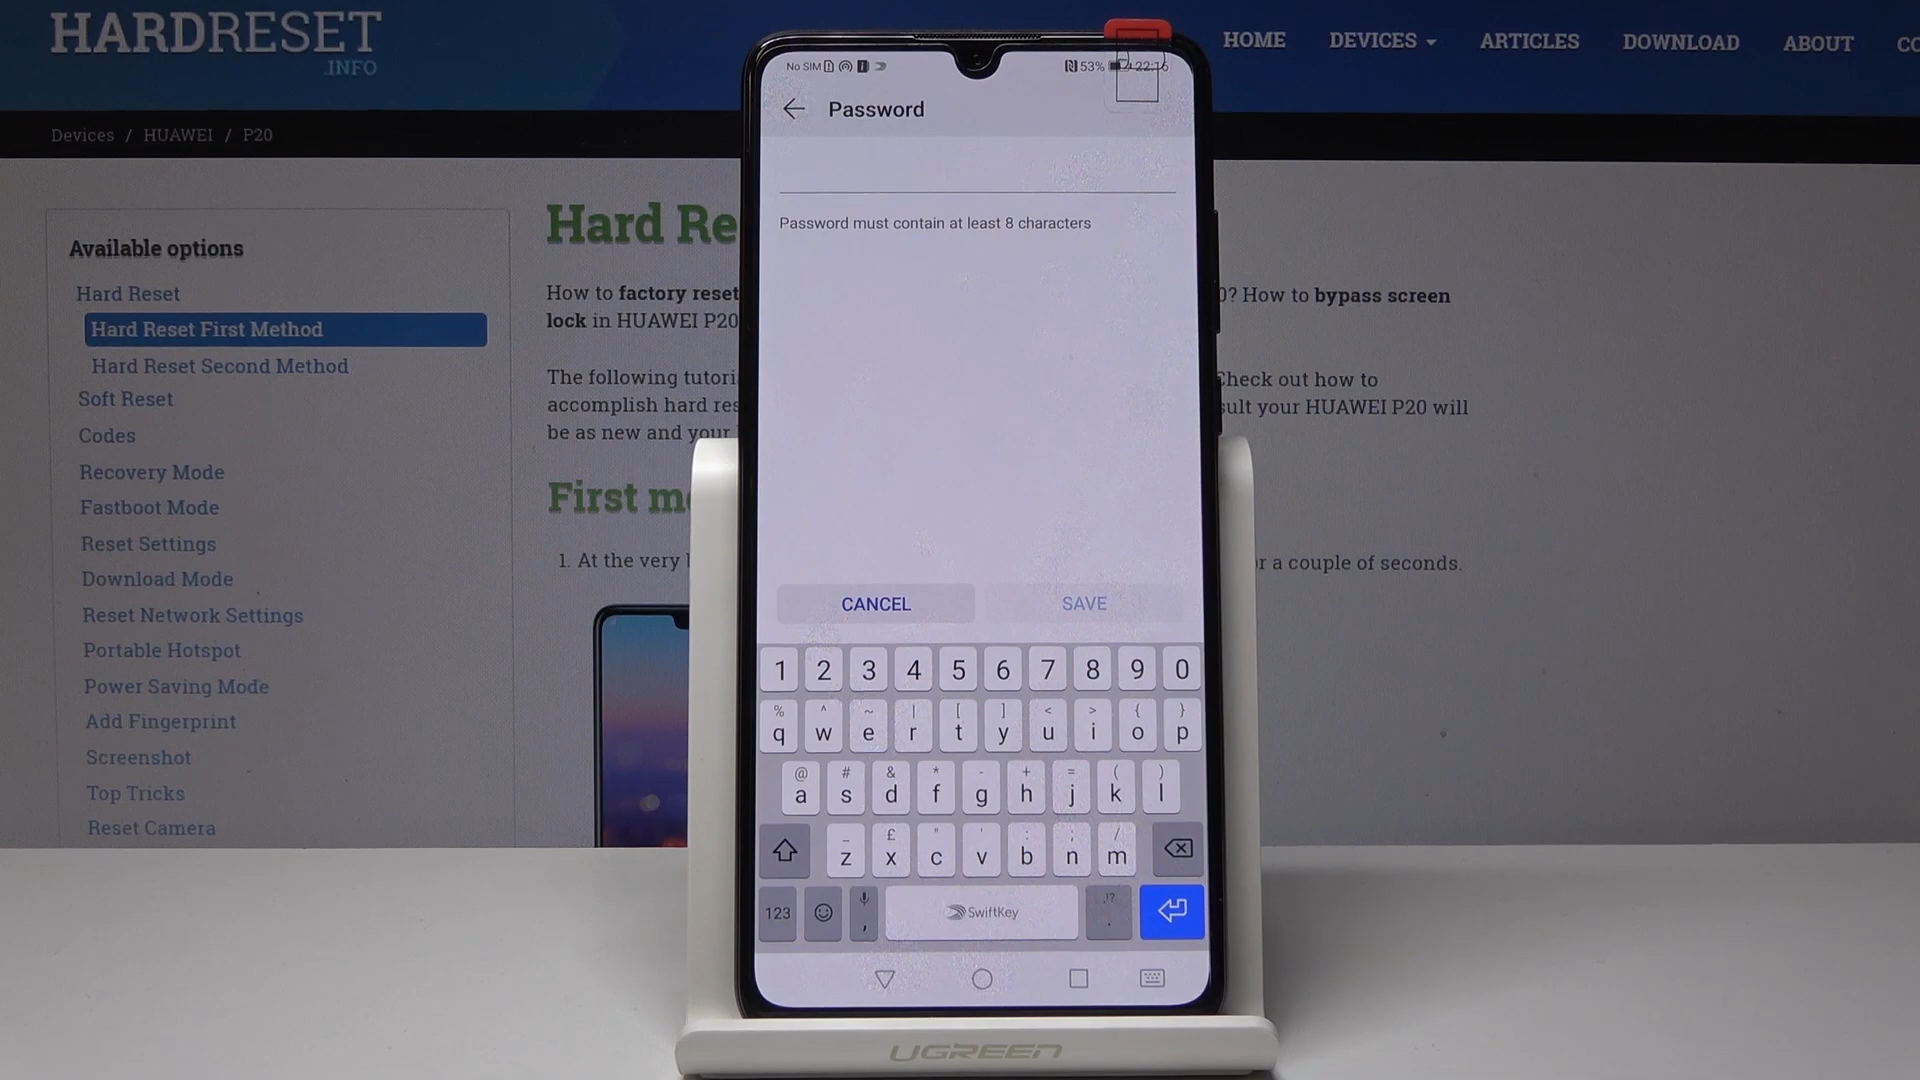 HARDRESET
.INFO
HOME DEVICES ARTICLES DOWNLOAD ABOUT
Devices / HUAWEI / P20
Available options
Hard Reset
Hard Reset First Method
Hard Reset Second Method
Soft Reset
Codes
Recovery Mode
Fastboot Mode
Reset Settings
Download Mode
Reset Network Settings
Portable Hotspot
Power Saving Mode
Add Fingerprint
Screenshot
Top Tricks
Reset Camera
Hard Re
How to factory reset
? How to bypass screen
lock in HUAWEI P20
The following tutori
Check out how to
accomplish hard res
sult your HUAWEI P20 will
be as new and your
First m
1. At the very
r a couple of seconds.
No SIM 53% 22:16
Password
Password must contain at least 8 characters
CANCEL SAVE
1 2 3 4 5 6 7 8 9 0
% ^ ~ | [ ] < > { }
q w e r t y u i o p
@ # & * - + = ( )
a s d f g h j k l
_ £ " ' : ; /
z x c v b n m
123 , SwiftKey !? .
UGREEN